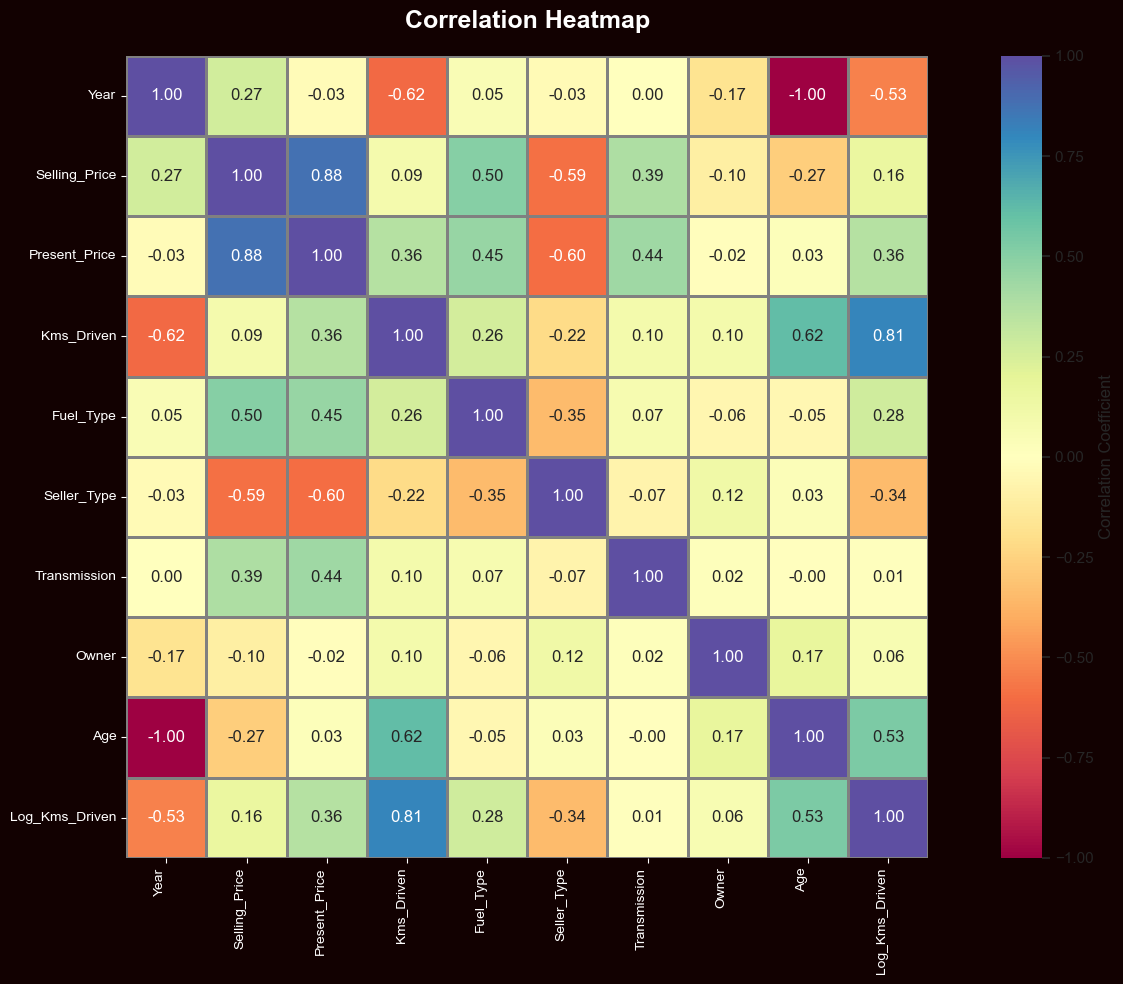 Correlation Heatmap
Year 1.00 0.27 -0.03 -0.62 0.05 -0.03 0.00 -0.17 -1.00 -0.53
Selling_Price 0.27 1.00 0.88 0.09 0.50 -0.59 0.39 -0.10 -0.27 0.16
Present_Price -0.03 0.88 1.00 0.36 0.45 -0.60 0.44 -0.02 0.03 0.36
Kms_Driven -0.62 0.09 0.36 1.00 0.26 -0.22 0.10 0.10 0.62 0.81
Fuel_Type 0.05 0.50 0.45 0.26 1.00 -0.35 0.07 -0.06 -0.05 0.28
Seller_Type -0.03 -0.59 -0.60 -0.22 -0.35 1.00 -0.07 0.12 0.03 -0.34
Transmission 0.00 0.39 0.44 0.10 0.07 -0.07 1.00 0.02 -0.00 0.01
Owner -0.17 -0.10 -0.02 0.10 -0.06 0.12 0.02 1.00 0.17 0.06
Age -1.00 -0.27 0.03 0.62 -0.05 0.03 -0.00 0.17 1.00 0.53
Log_Kms_Driven -0.53 0.16 0.36 0.81 0.28 -0.34 0.01 0.06 0.53 1.00
Year Selling_Price Present_Price Kms_Driven Fuel_Type Seller_Type Transmission Owner Age Log_Kms_Driven
1.00
0.75
0.50
0.25
0.00
−0.25
−0.50
−0.75
−1.00
Correlation Coefficient